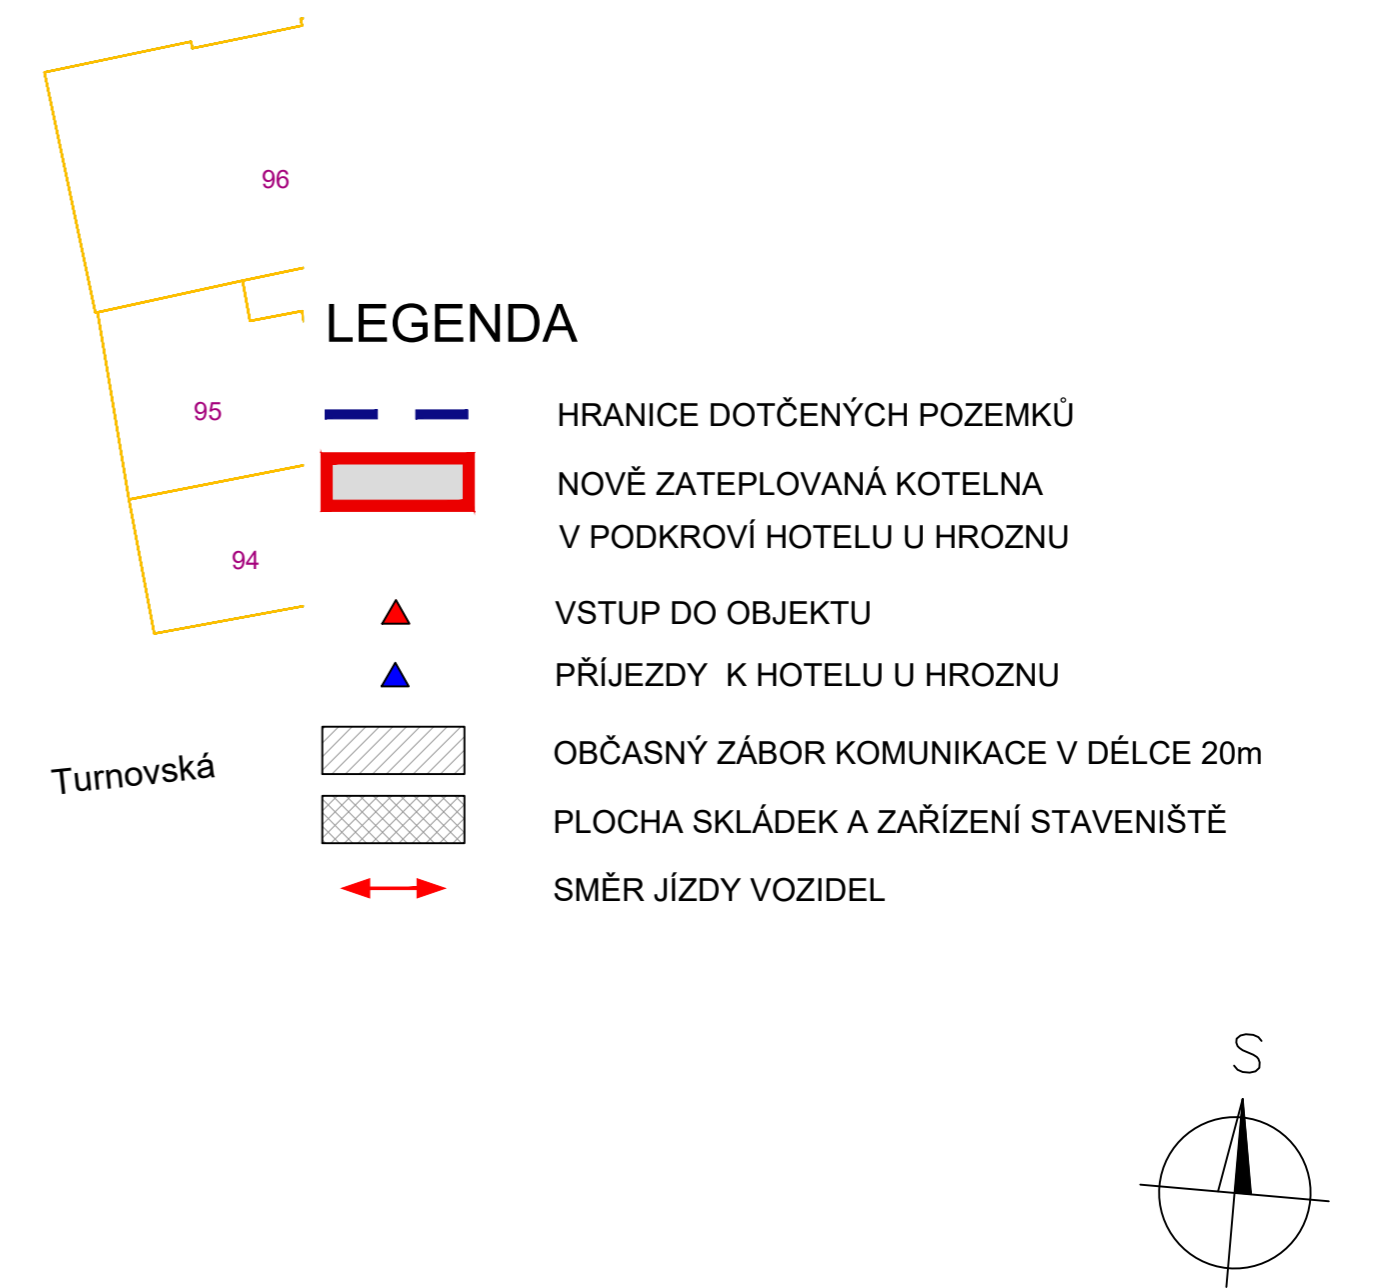 96
LEGENDA
95
HRANICE DOTČENÝCH POZEMKŮ
NOVĚ ZATEPLOVANÁ KOTELNA
V PODKROVÍ HOTELU U HROZNU
94
VSTUP DO OBJEKTU
PŘÍJEZDY K HOTELU U HROZNU
Turnovská
OBČASNÝ ZÁBOR KOMUNIKACE V DÉLCE 20m
PLOCHA SKLÁDEK A ZAŘÍZENÍ STAVENIŠTĚ
SMĚR JÍZDY VOZIDEL
S